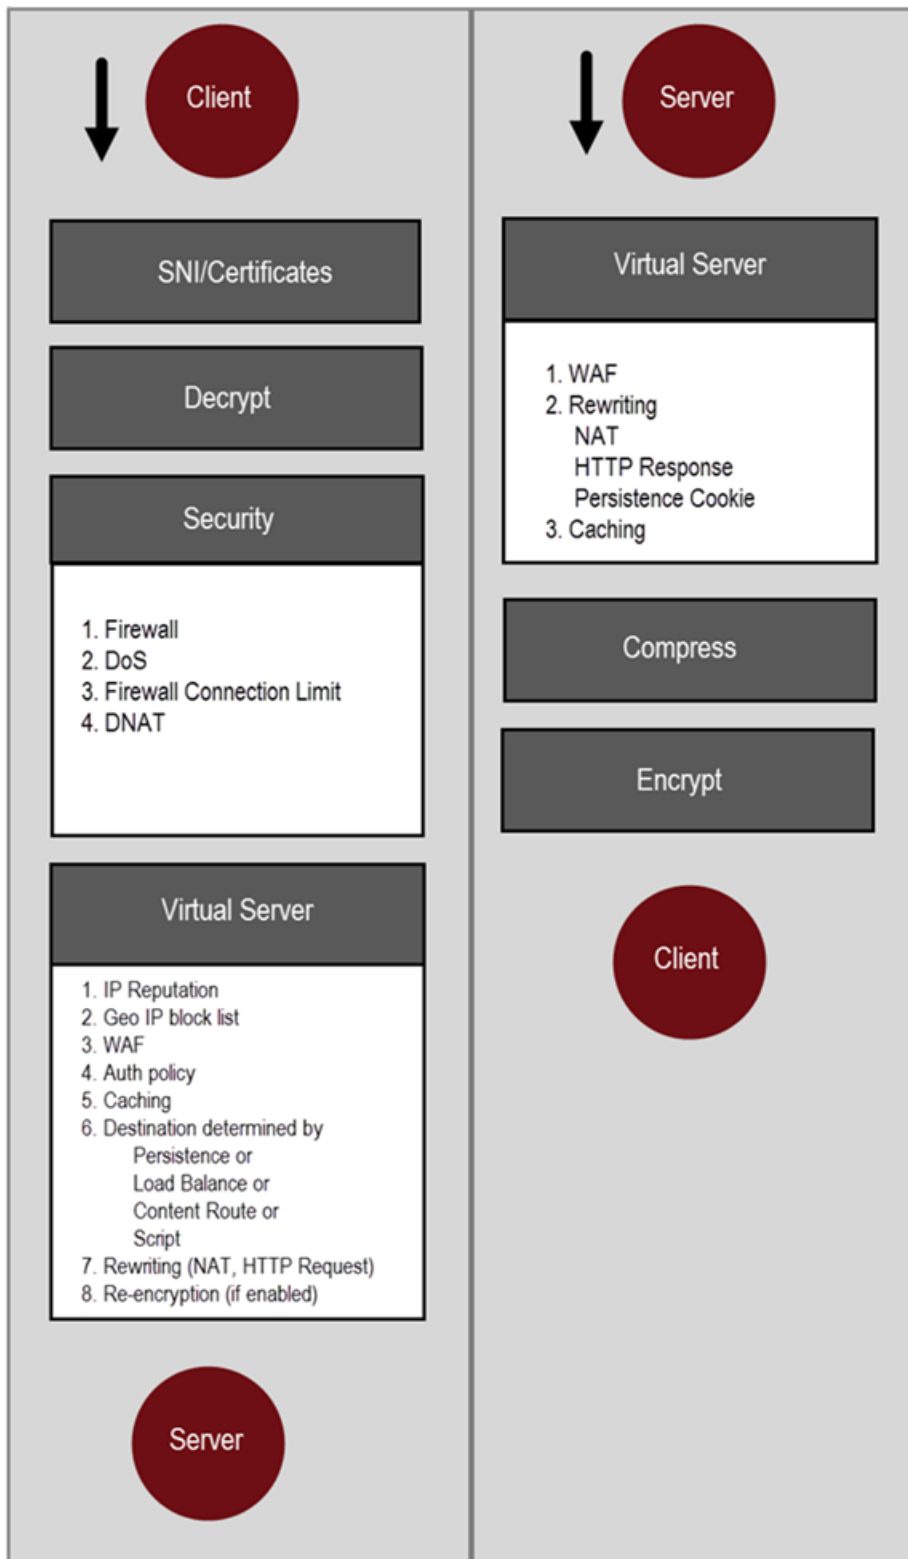 Client
SNI/Certificates
Decrypt
Security
1. Firewall
2. DoS
3. Firewall Connection Limit
4. DNAT
Virtual Server
1. IP Reputation
2. Geo IP block list
3. WAF
4. Auth policy
5. Caching
6. Destination determined by
Persistence or
Load Balance or
Content Route or
Script
7. Rewriting (NAT, HTTP Request)
8. Re-encryption (if enabled)
Server
Server
Virtual Server
1. WAF
2. Rewriting
NAT
HTTP Response
Persistence Cookie
3. Caching
Compress
Encrypt
Client